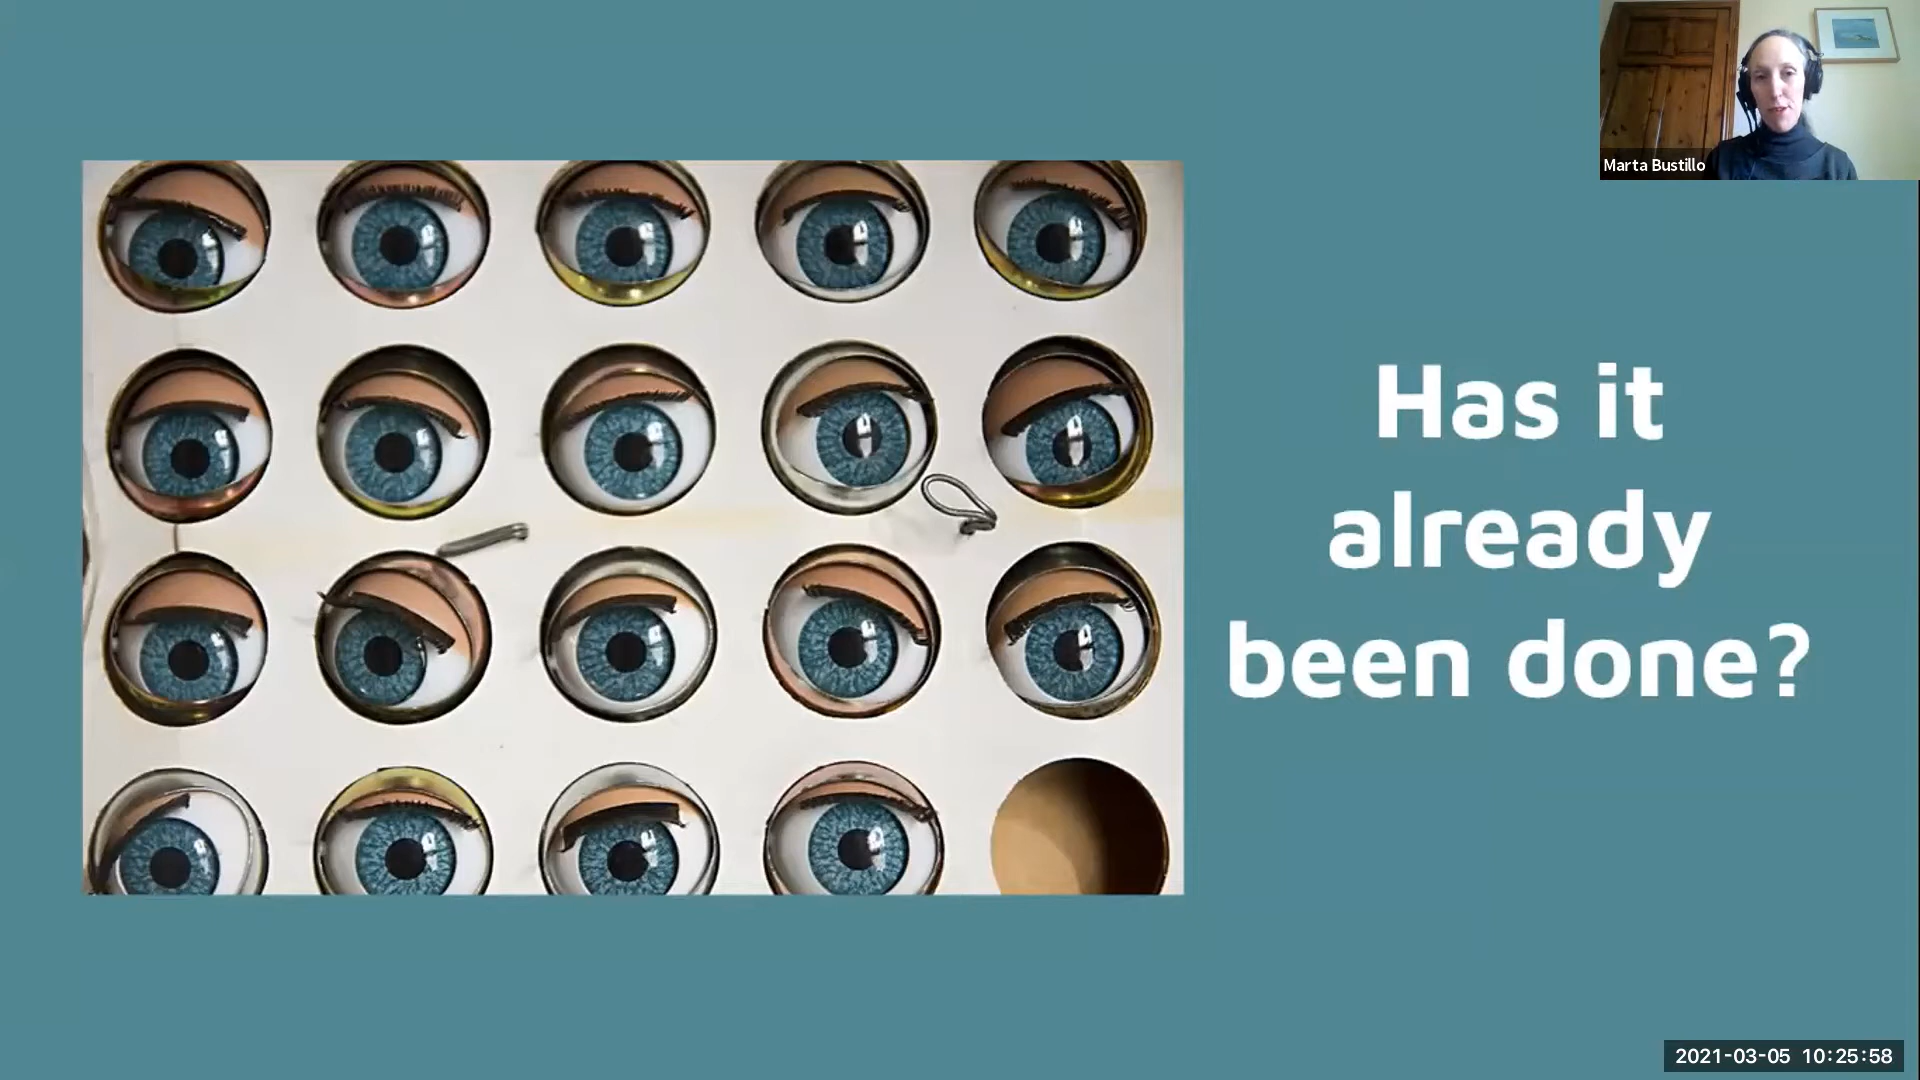 Marta Bustillo
Has it
already
been done?
2021-03-05 10:25:58